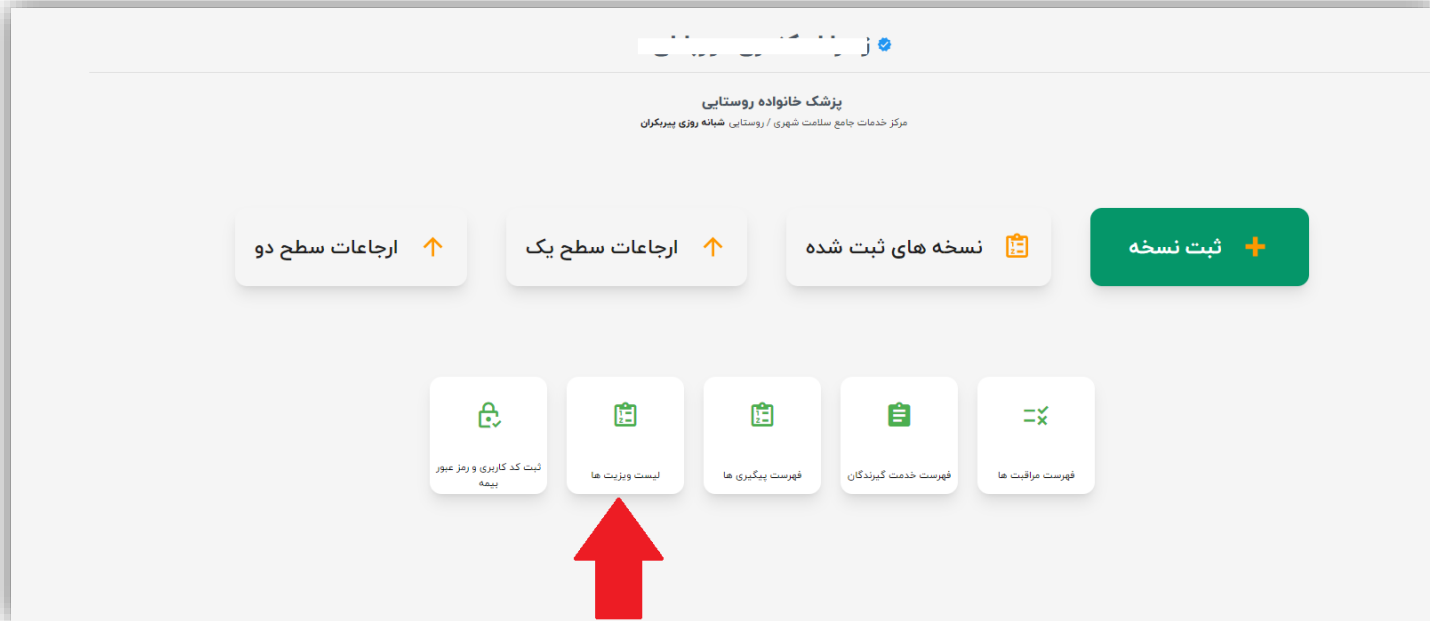 پزشک خانواده روستایی
مرکز خدمات جامع سلامت شهری / روستایی شبانه روزی پیربکران
ثبت نسخه
نسخه های ثبت شده
ارجاعات سطح یک
ارجاعات سطح دو
فهرست مراقبت ها
فهرست خدمت گیرندگان
فهرست پیگیری ها
لیست ویزیت ها
ثبت کد کاربری و رمز عبور
بیمه